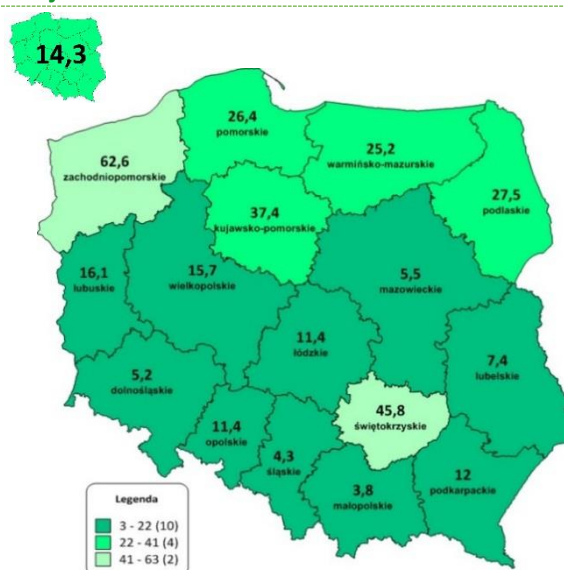 14,3
26,4
pomorskie
62,6
zachodniopomorskie
25,2
warmińsko-mazurskie
27,5
podlaskie
37,4
kujawsko-pomorskie
16,1
lubuskie
15,7
wielkopolskie
5,5
mazowieckie
11,4
łódzkie
7,4
lubelskie
5,2
dolnośląskie
11,4
opolskie
45,8
świętokrzyskie
4,3
śląskie
3,8
małopolskie
12
podkarpackie
Legenda
3 - 22 (10)
22 - 41 (4)
41 - 63 (2)